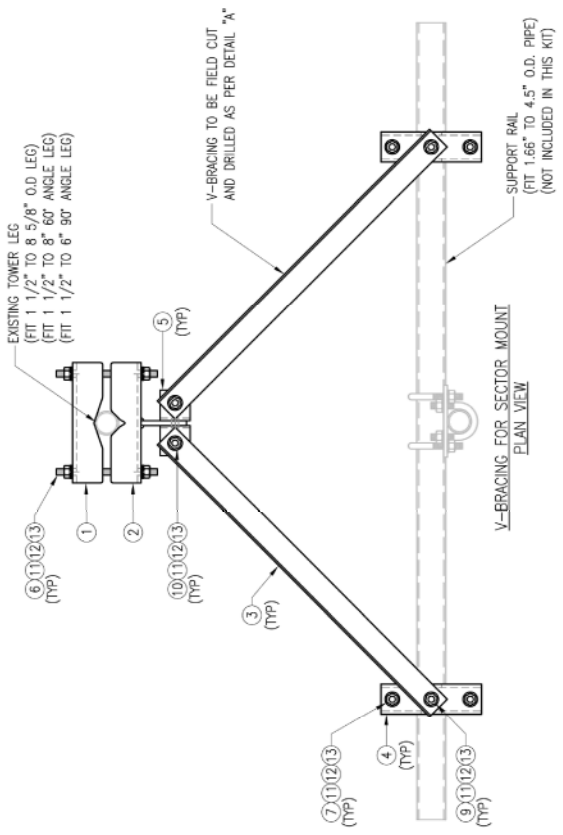 EXISTING TOWER LEG
(FIT 1 1/2" TO 8 5/8" O.D LEG)
(FIT 1 1/2" TO 8" 60° ANGLE LEG)
(FIT 1 1/2" TO 6" 90° ANGLE LEG)
6 11 12 13
(TYP)
1
2
5
(TYP)
10 11 12 13
(TYP)
V-BRACING TO BE FIELD CUT
AND DRILLED AS PER DETAIL "A"
3
(TYP)
7 11 12 13
(TYP)
4
(TYP)
9 11 12 13
(TYP)
SUPPORT RAIL
(FIT 1.66" TO 4.5" O.D. PIPE)
(NOT INCLUDED IN THIS KIT)
V-BRACING FOR SECTOR MOUNT
PLAN VIEW